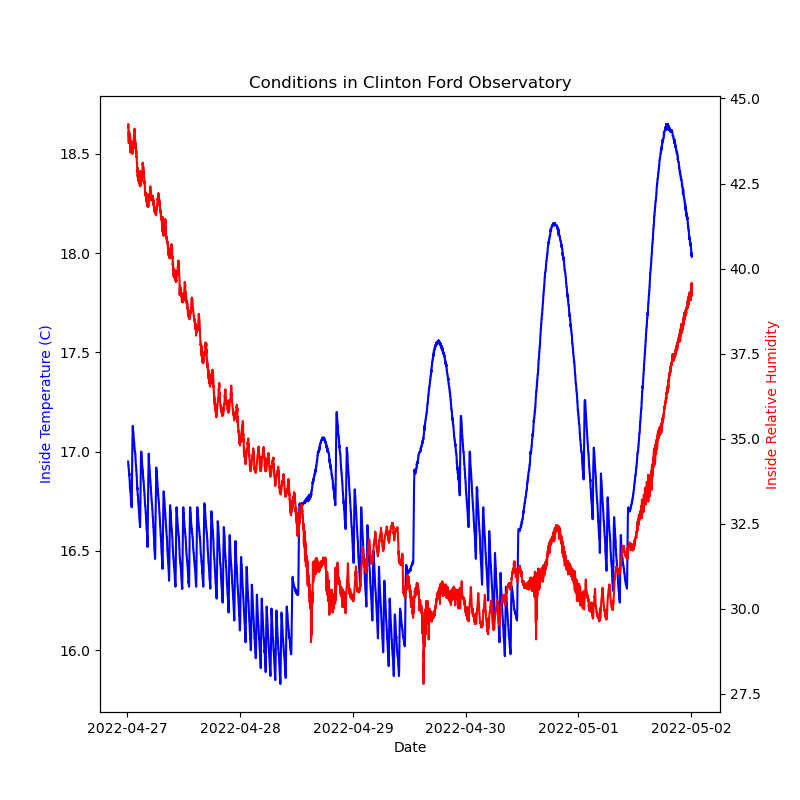 Conditions in Clinton Ford Observatory
Inside Temperature (C)
18.5
18.0
17.5
17.0
16.5
16.0
45.0
42.5
40.0
37.5
35.0
32.5
30.0
27.5
Inside Relative Humidity
2022-04-27 2022-04-28 2022-04-29 2022-04-30 2022-05-01 2022-05-02
Date